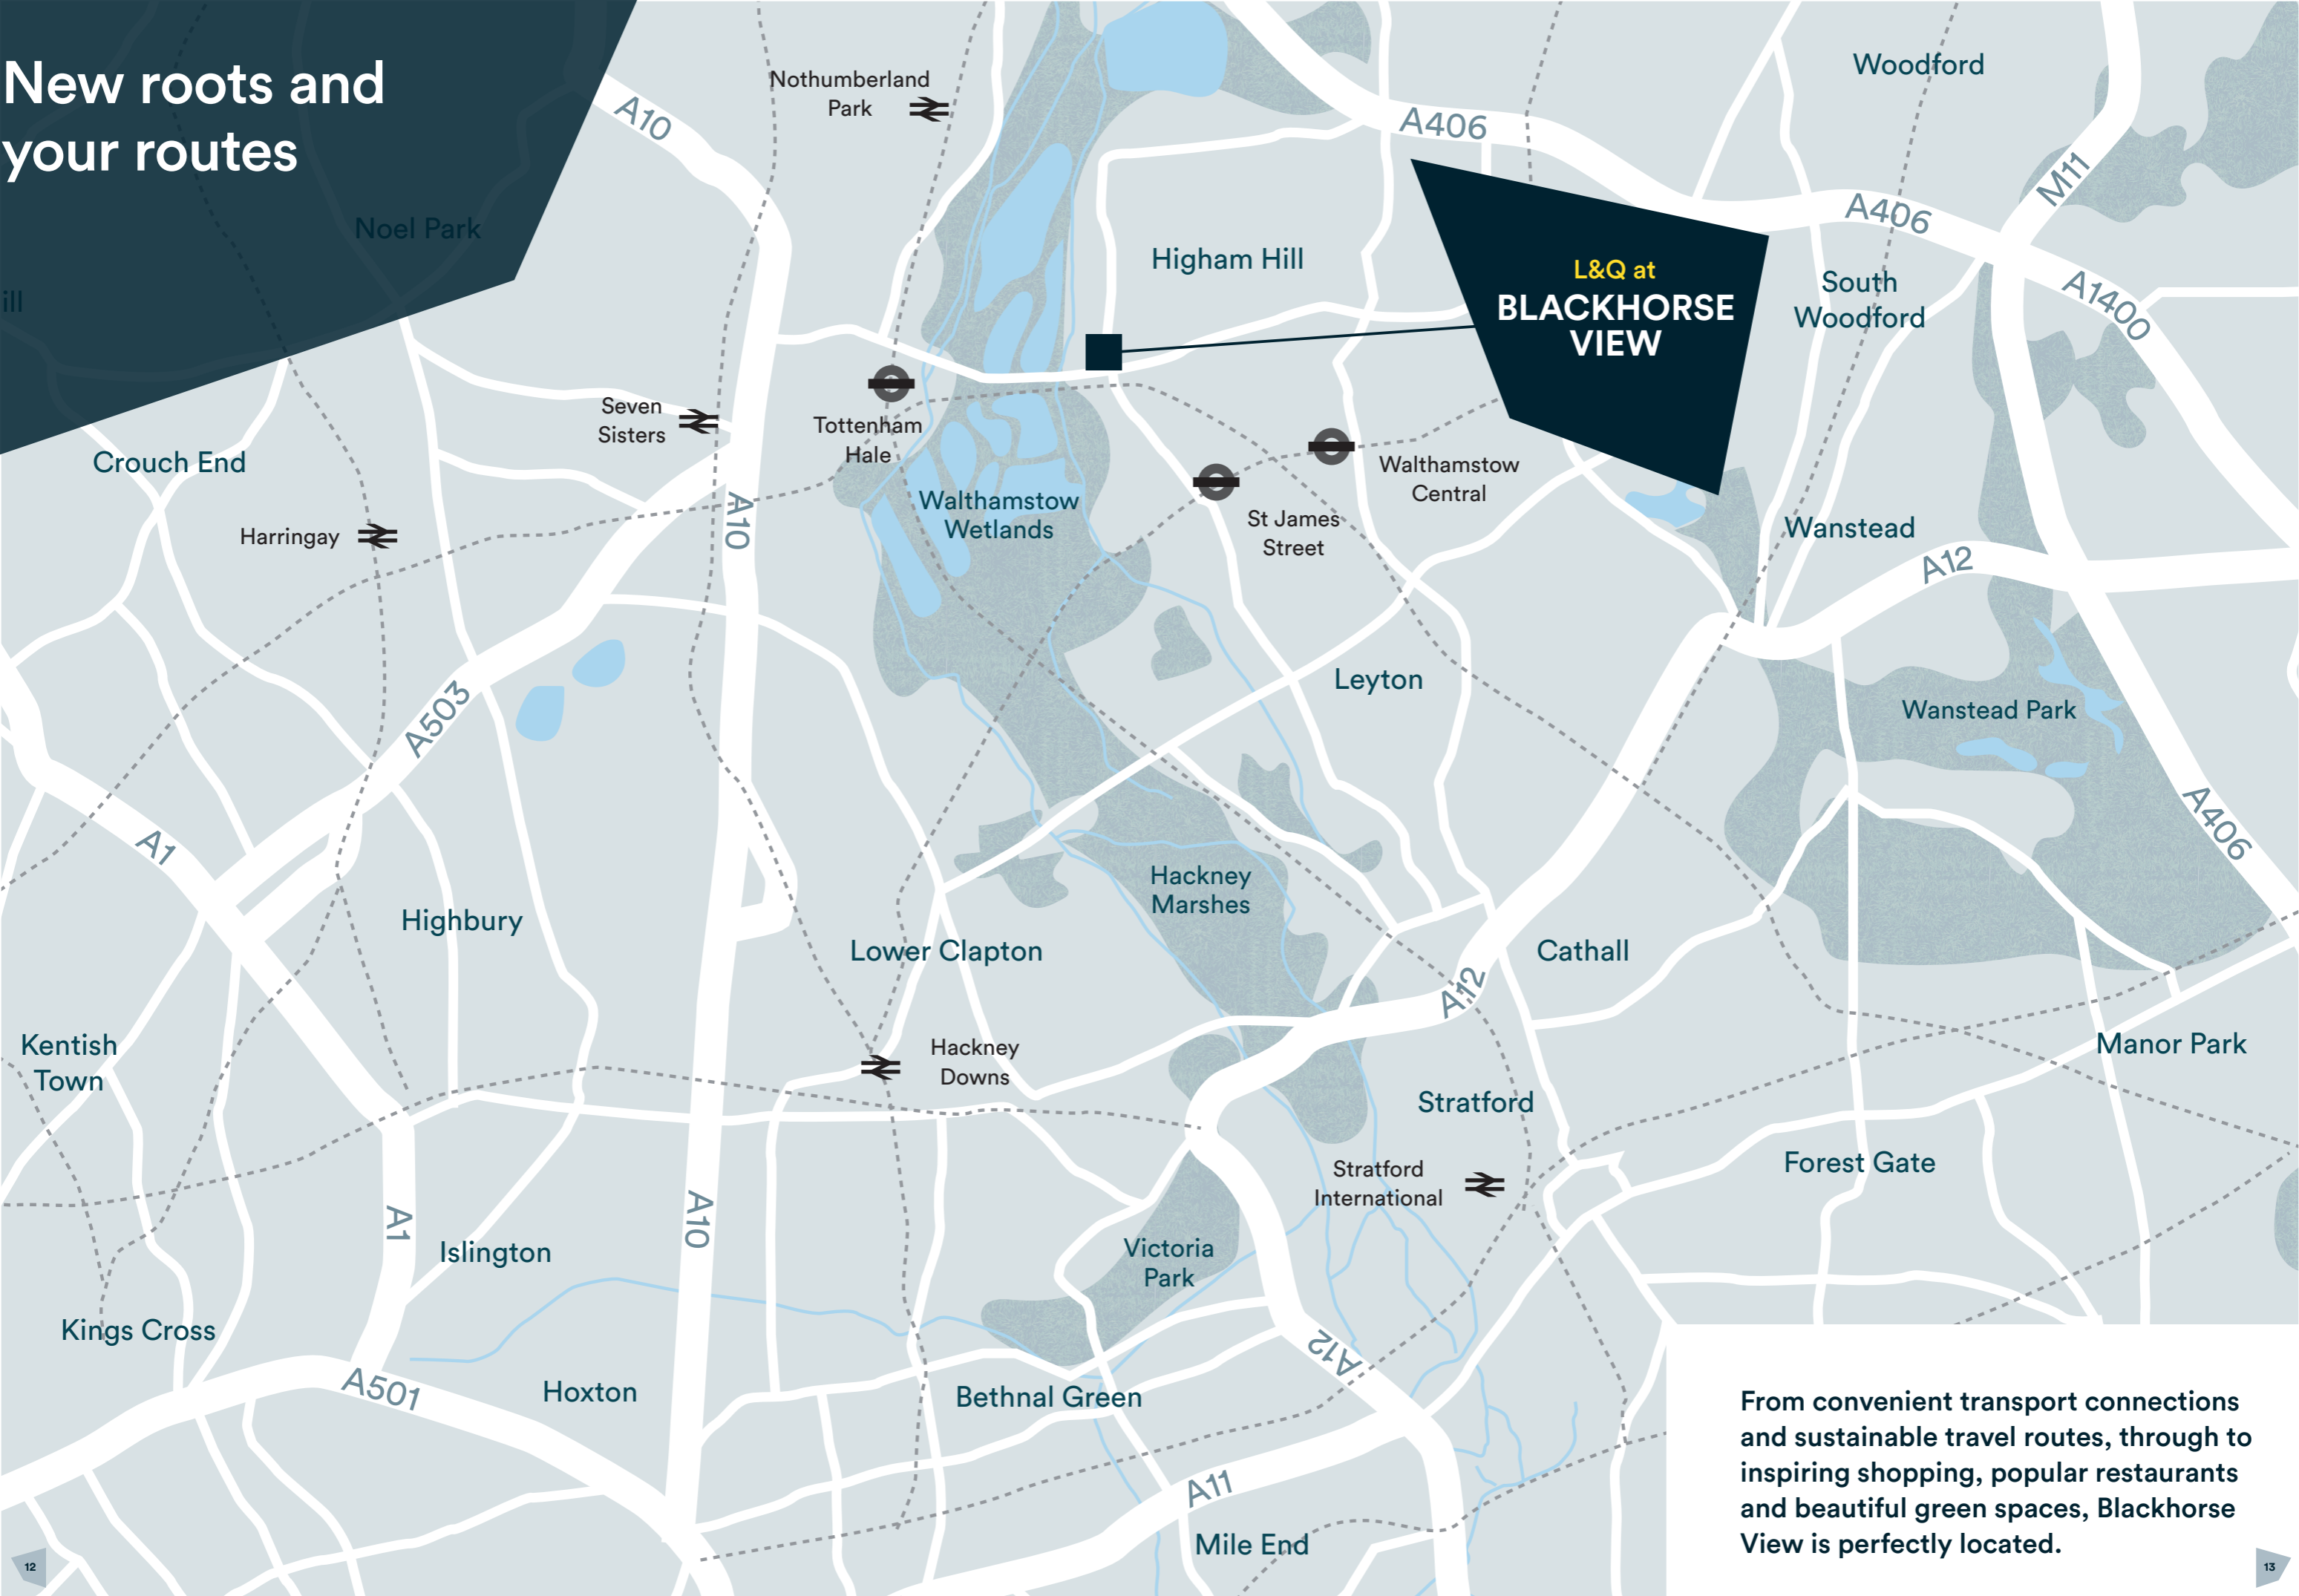 New roots and
your routes
Noel Park
ill
A10
Nothumberland
Park
A406
Woodford
M11
A406
Higham Hill
L&Q at
BLACKHORSE
VIEW
South
Woodford
A1400
Seven
Sisters
Tottenham
Hale
Crouch End
Walthamstow
Central
Harringay
A10
Walthamstow
Wetlands
St James
Street
Wanstead
A12
A503
Leyton
Wanstead Park
A1
A406
Highbury
Hackney
Marshes
Lower Clapton
Cathall
A12
Kentish
Town
Hackney
Downs
Manor Park
Stratford
Forest Gate
Stratford
International
A1
A10
Islington
Victoria
Park
Kings Cross
A12
A501
Hoxton
Bethnal Green
A11
Mile End
From convenient transport connections
and sustainable travel routes, through to
inspiring shopping, popular restaurants
and beautiful green spaces, Blackhorse
View is perfectly located.
12
13